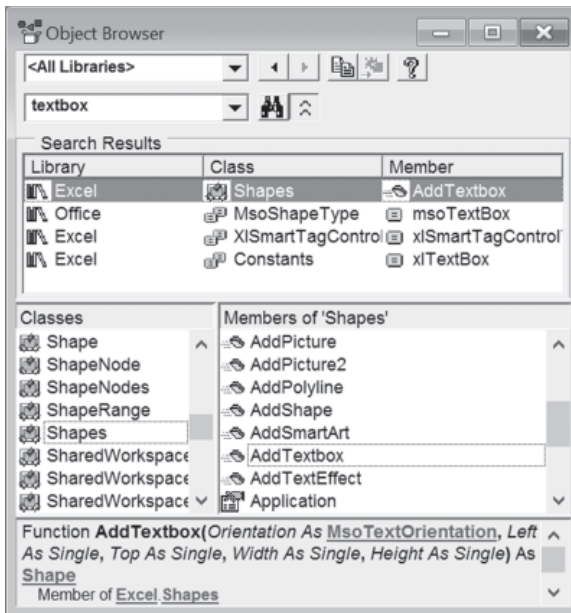 Object Browser
<All Libraries>
textbox
Search Results
Library Class Member
Excel Shapes AddTextbox
Office MsoShapeType msoTextBox
Excel XlSmartTagControl xlSmartTagControl
Excel Constants xlTextBox
Classes Members of 'Shapes'
Shape AddPicture
ShapeNode AddPicture2
ShapeNodes AddPolyline
ShapeRange AddShape
Shapes AddSmartArt
SharedWorkspace AddTextbox
SharedWorkspace AddTextEffect
SharedWorkspace Application
Function AddTextbox(Orientation As MsoTextOrientation, Left
As Single, Top As Single, Width As Single, Height As Single) As
Shape
Member of Excel.Shapes